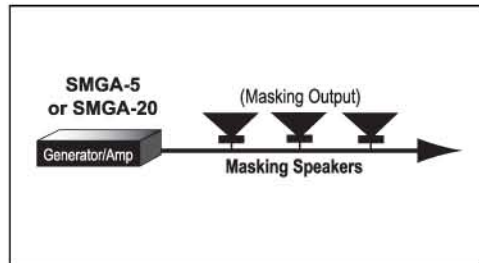 SMGA-5
or SMGA-20
Generator/Amp
(Masking Output)
Masking Speakers